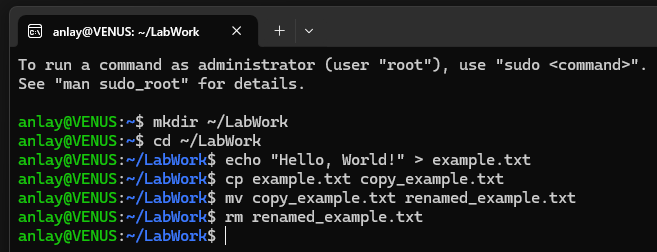 anlay@VENUS: ~/LabWork
To run a command as administrator (user "root"), use "sudo <command>".
See "man sudo_root" for details.
anlay@VENUS:~$ mkdir ~/LabWork
anlay@VENUS:~$ cd ~/LabWork
anlay@VENUS:~/LabWork$ echo "Hello, World!" > example.txt
anlay@VENUS:~/LabWork$ cp example.txt copy_example.txt
anlay@VENUS:~/LabWork$ mv copy_example.txt renamed_example.txt
anlay@VENUS:~/LabWork$ rm renamed_example.txt
anlay@VENUS:~/LabWork$